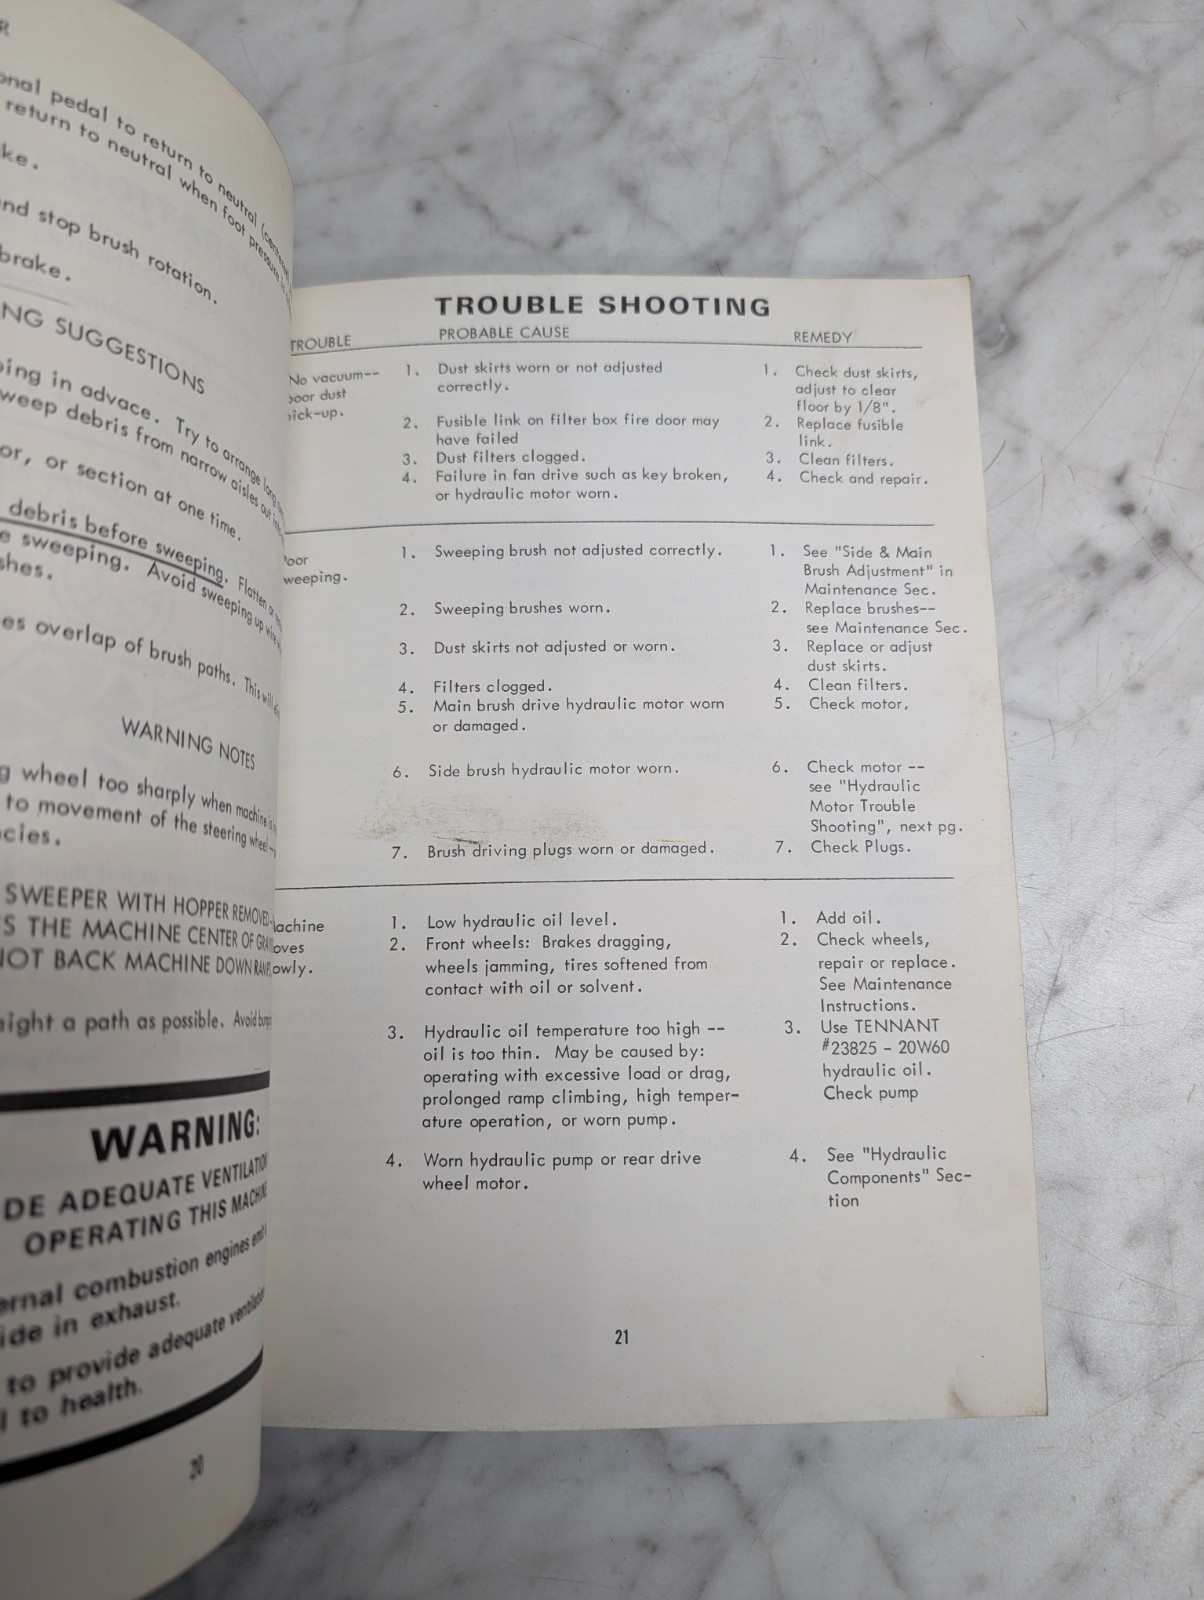 onal pedal to return to neutral
return to neutral when foot pressure
ke.
and stop brush rotation.
brake.
NG SUGGESTIONS
ping in advace. Try to arrange long
weep debris from narrow aisles out
or, or section at one time.
debris before sweeping. Flatten or
e sweeping. Avoid sweeping up wire
shes.
es overlap of brush paths. This will
WARNING NOTES
g wheel too sharply when machine is
to movement of the steering wheel--
cies.
SWEEPER WITH HOPPER REMOVED-
S THE MACHINE CENTER OF GRA
NOT BACK MACHINE DOWN RAMP
aight a path as possible. Avoid bump
WARNING:
DE ADEQUATE VENTILATION
OPERATING THIS MACHINE
ernal combustion engines emit
ide in exhaust.
to provide adequate ventilation
l to health.
20
TROUBLE SHOOTING
TROUBLE PROBABLE CAUSE REMEDY
No vacuum-- 1. Dust skirts worn or not adjusted 1. Check dust skirts,
poor dust correctly. adjust to clear
pick-up. floor by 1/8".
2. Fusible link on filter box fire door may 2. Replace fusible
have failed link.
3. Dust filters clogged. 3. Clean filters.
4. Failure in fan drive such as key broken, 4. Check and repair.
or hydraulic motor worn.
Poor 1. Sweeping brush not adjusted correctly. 1. See "Side & Main
sweeping. Brush Adjustment" in
Maintenance Sec.
2. Sweeping brushes worn. 2. Replace brushes--
see Maintenance Sec.
3. Dust skirts not adjusted or worn. 3. Replace or adjust
dust skirts.
4. Filters clogged. 4. Clean filters.
5. Main brush drive hydraulic motor worn 5. Check motor,
or damaged.
6. Side brush hydraulic motor worn. 6. Check motor --
see "Hydraulic
Motor Trouble
Shooting", next pg.
7. Brush driving plugs worn or damaged. 7. Check Plugs.
achine 1. Low hydraulic oil level. 1. Add oil.
oves 2. Front wheels: Brakes dragging, 2. Check wheels,
owly. wheels jamming, tires softened from repair or replace.
contact with oil or solvent. See Maintenance
Instructions.
3. Hydraulic oil temperature too high -- 3. Use TENNANT
oil is too thin. May be caused by: #23825 - 20W60
operating with excessive load or drag, hydraulic oil.
prolonged ramp climbing, high temper- Check pump
ature operation, or worn pump.
4. Worn hydraulic pump or rear drive 4. See "Hydraulic
wheel motor. Components" Sec-
tion
21